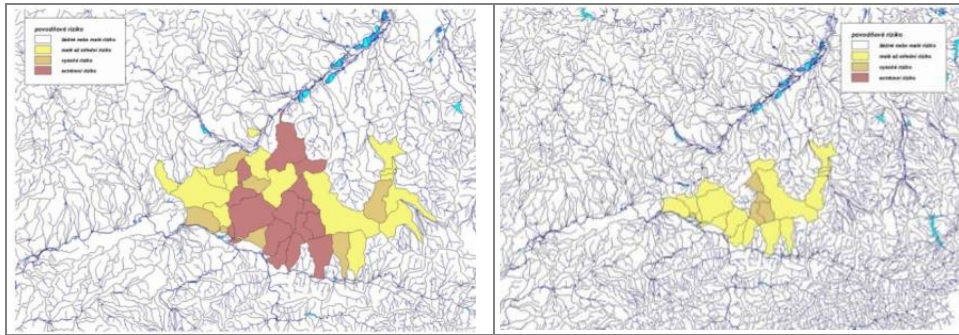 povodňové riziko
žádné nebo malé riziko
malé až střední riziko
vysoké riziko
extrémní riziko
povodňové riziko
žádné nebo malé riziko
malé až střední riziko
vysoké riziko
extrémní riziko